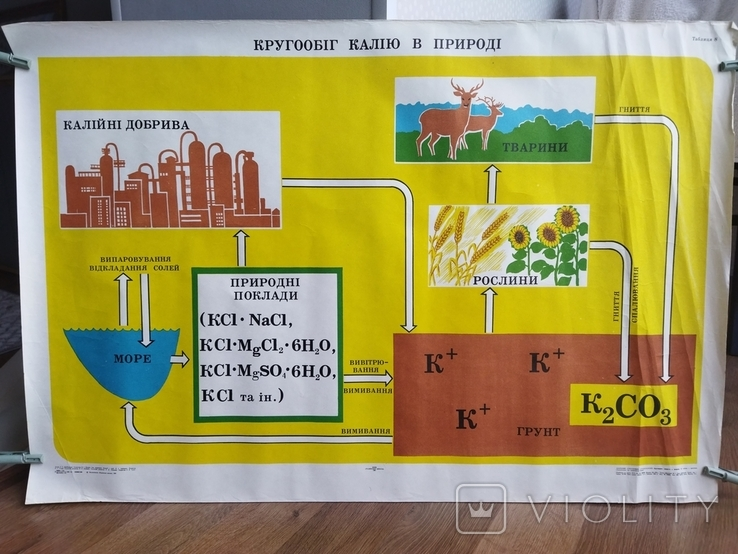 КРУГООБІГ КАЛІЮ В ПРИРОДІ
Таблиця
КАЛІЙНІ ДОБРИВА
ТВАРИНИ
ГНИТТЯ
РОСЛИНИ
ГНИТТЯ
СПАЛЮВАННЯ
ВИПАРОВУВАННЯ
ВІДКЛАДАННЯ СОЛЕЙ
МОРЕ
ПРИРОДНІ
ПОКЛАДИ
(KCl·NaCl,
KCl·MgCl₂·6H₂O,
KCl·MgSO₄·6H₂O,
KCl та ін.)
ВИВІТРЮ-
ВАННЯ
ВИМИВАННЯ
ВИМИВАННЯ
K⁺
K⁺
K⁺
ГРУНТ
K₂CO₃
VIOLITY